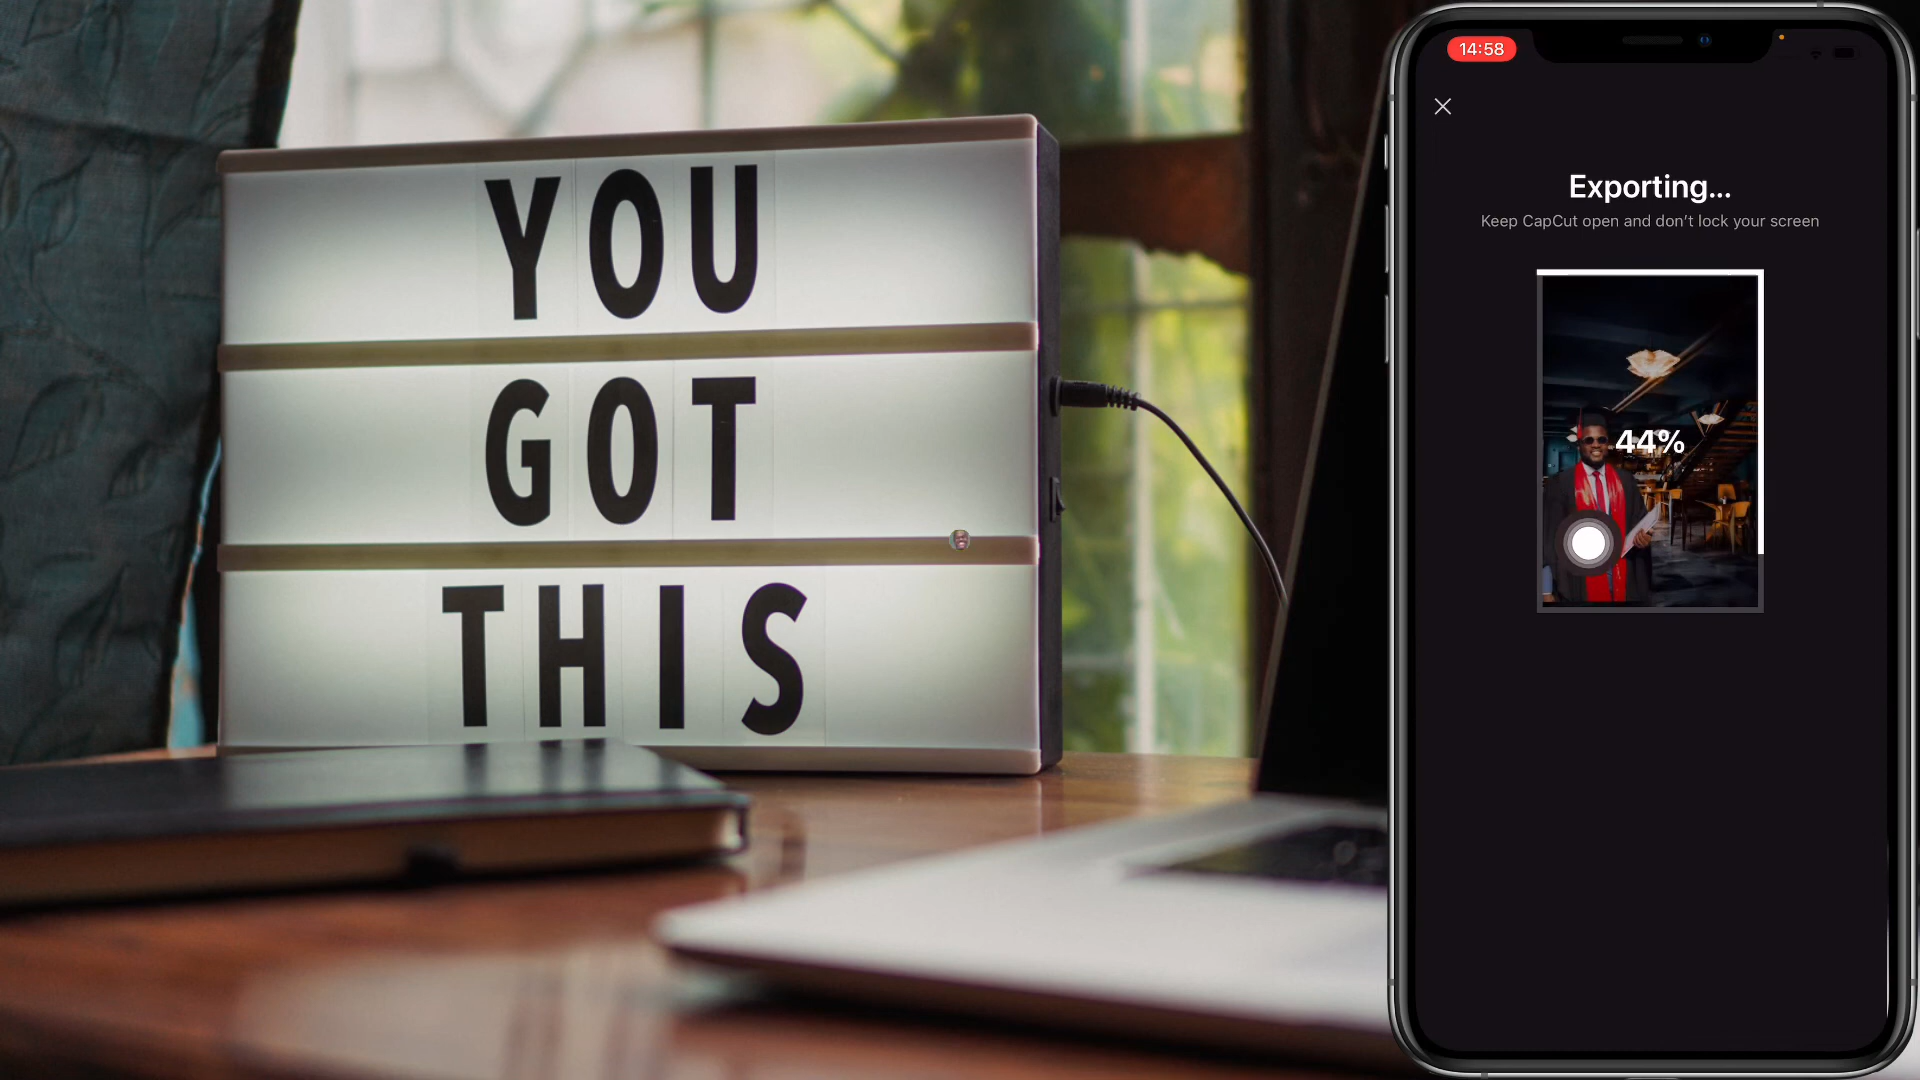 YOU
GOT
THIS
14:58
Exporting...
Keep CapCut open and don't lock your screen
44%